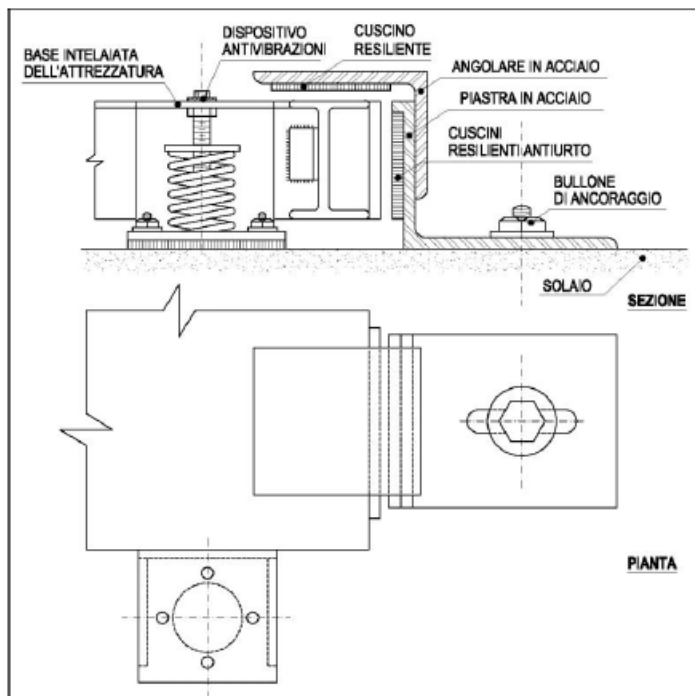 DISPOSITIVO
ANTIVIBRAZIONI
CUSCINO
RESILIENTE
BASE INTELAIATA
DELL'ATTREZZATURA
ANGOLARE IN ACCIAIO
PIASTRA IN ACCIAIO
CUSCINI
RESILIENTI ANTIURTO
BULLONE
DI ANCORAGGIO
SOLAIO
SEZIONE
PIANTA